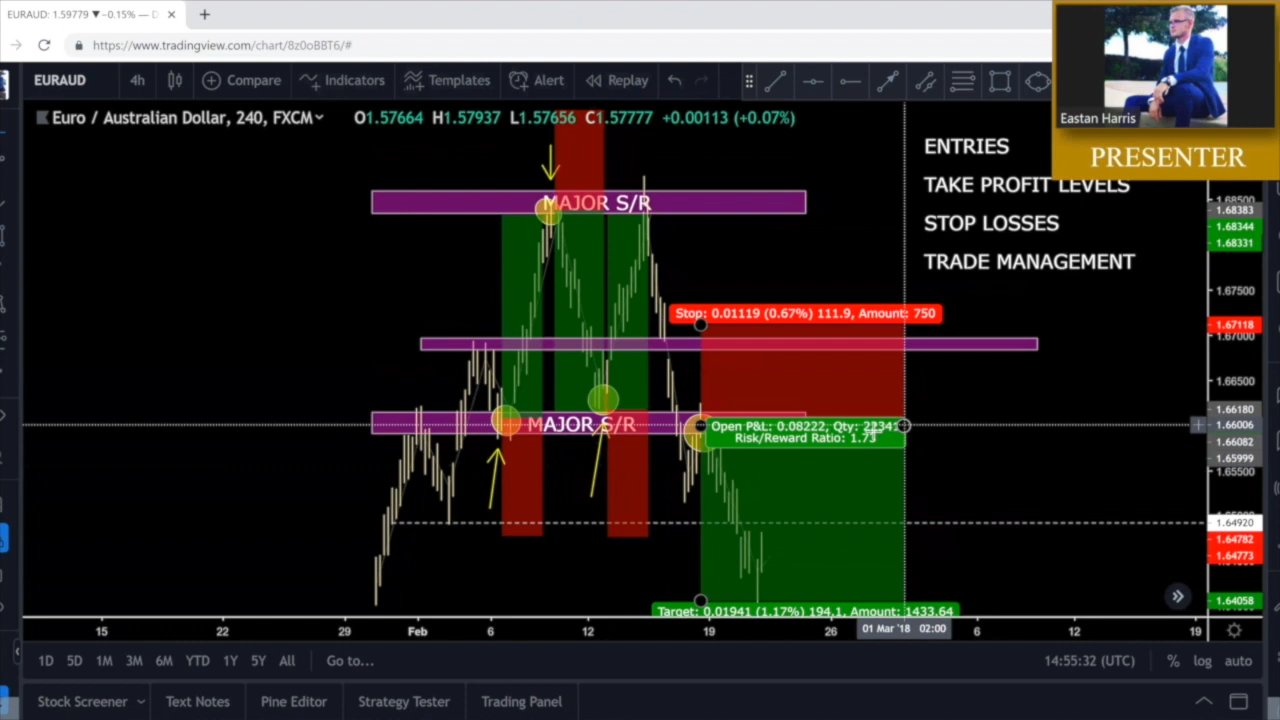 EURAUD: 1.59779 ▼ −0.15% —
https://www.tradingview.com/chart/8z0oBBT6/#
EURAUD 4h Compare Indicators Templates Alert Replay
Eastan Harris
PRESENTER
Euro / Australian Dollar, 240, FXCM O1.57664 H1.57937 L1.57656 C1.57777 +0.00113 (+0.07%)
ENTRIES
TAKE PROFIT LEVELS
STOP LOSSES
TRADE MANAGEMENT
MAJOR S/R
Stop: 0.01119 (0.67%) 111.9, Amount: 750
MAJOR S/R
Open P&L: 0.08222, Qty: 22341
Risk/Reward Ratio: 1.73
Target: 0.01941 (1.17%) 194.1, Amount: 1433.64
1.68500
1.68383
1.68344
1.68331
1.67500
1.67118
1.67000
1.66500
1.66180
1.66006
1.66082
1.65999
1.65500
1.64920
1.64782
1.64773
1.64058
15 22 29 Feb 6 12 19 26 01 Mar '18 02:00 6 12 19
1D 5D 1M 3M 6M YTD 1Y 5Y All Go to... 14:55:32 (UTC) % log auto
Stock Screener Text Notes Pine Editor Strategy Tester Trading Panel